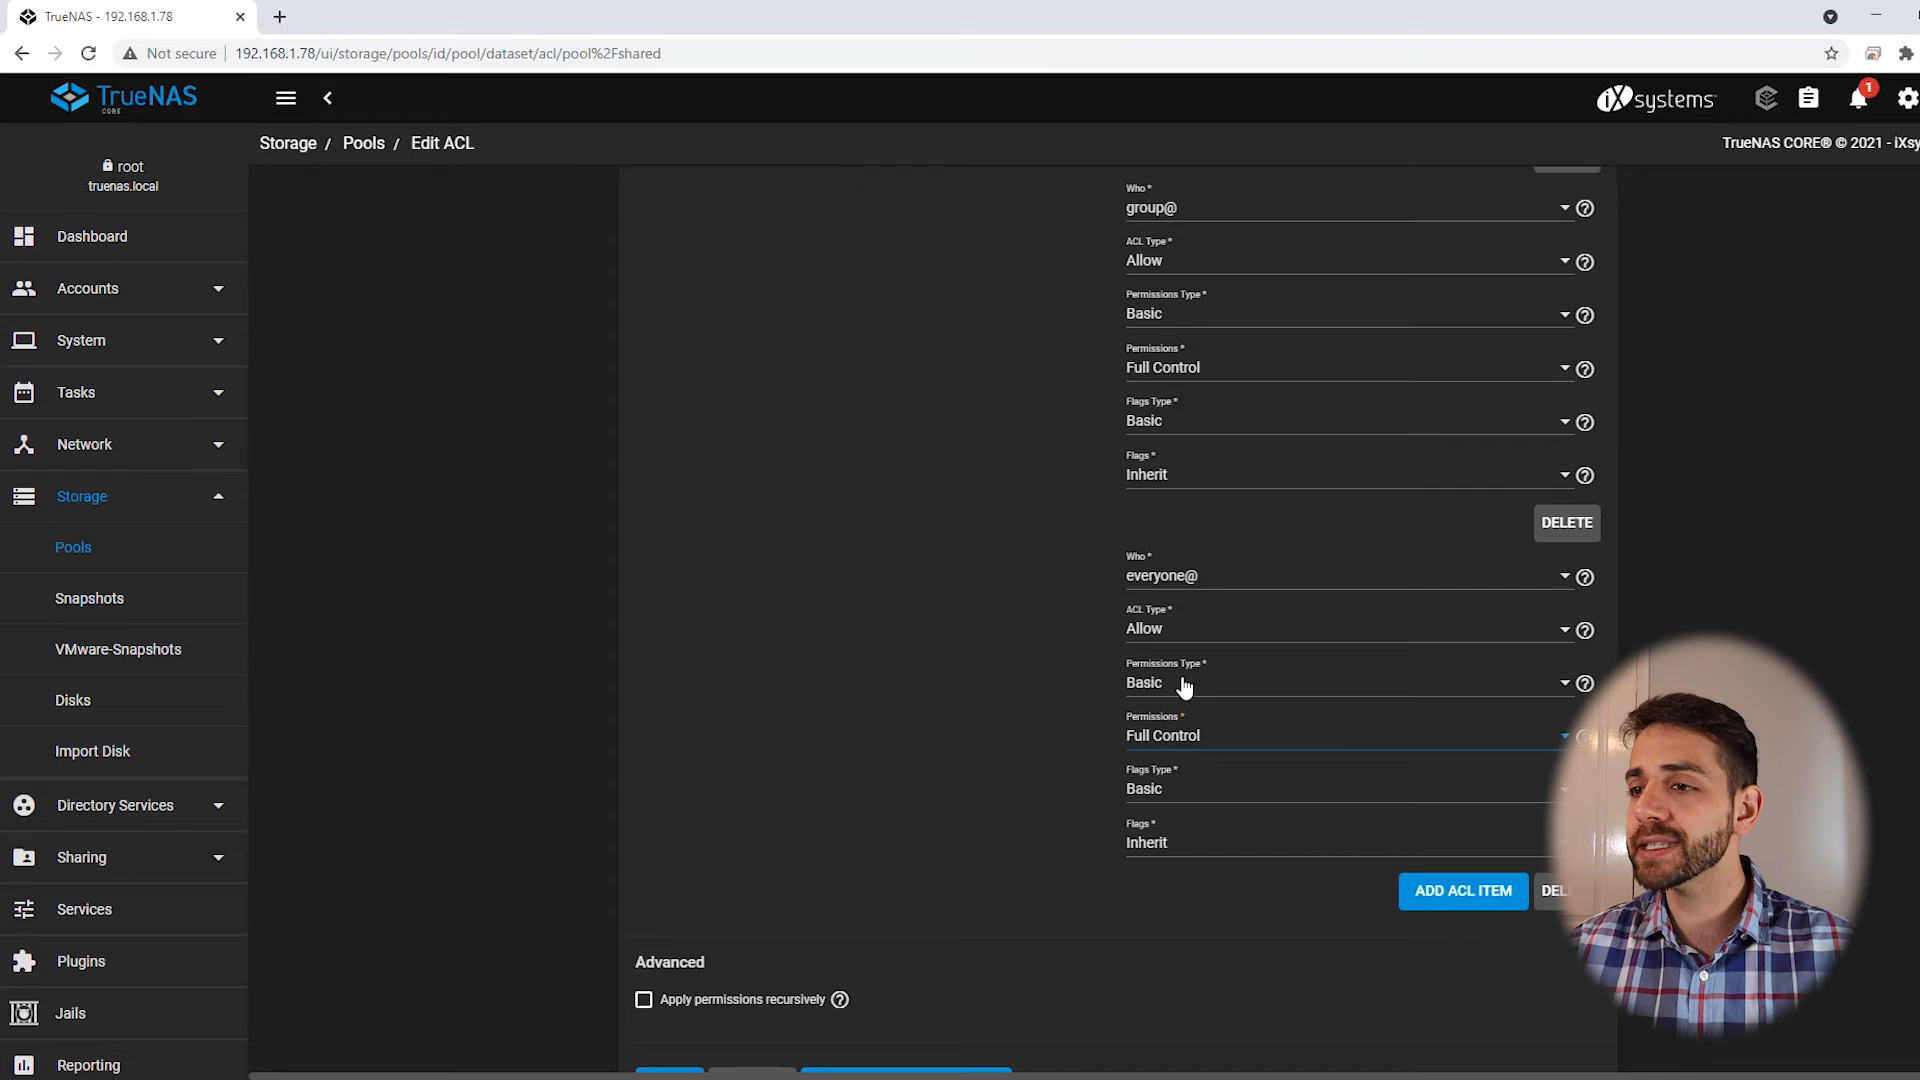 TrueNAS - 192.168.1.78
Not secure 192.168.1.78/ui/storage/pools/id/pool/dataset/acl/pool%2Fshared
TrueNAS
CORE
iXsystems
1
Storage / Pools / Edit ACL
TrueNAS CORE® © 2021 - iXsy
root
truenas.local
Dashboard
Accounts
System
Tasks
Network
Storage
Pools
Snapshots
VMware-Snapshots
Disks
Import Disk
Directory Services
Sharing
Services
Plugins
Jails
Reporting
Who *
group@
ACL Type *
Allow
Permissions Type *
Basic
Permissions *
Full Control
Flags Type *
Basic
Flags *
Inherit
DELETE
Who *
everyone@
ACL Type *
Allow
Permissions Type *
Basic
Permissions *
Full Control
Flags Type *
Basic
Flags *
Inherit
ADD ACL ITEM DEL
Advanced
Apply permissions recursively